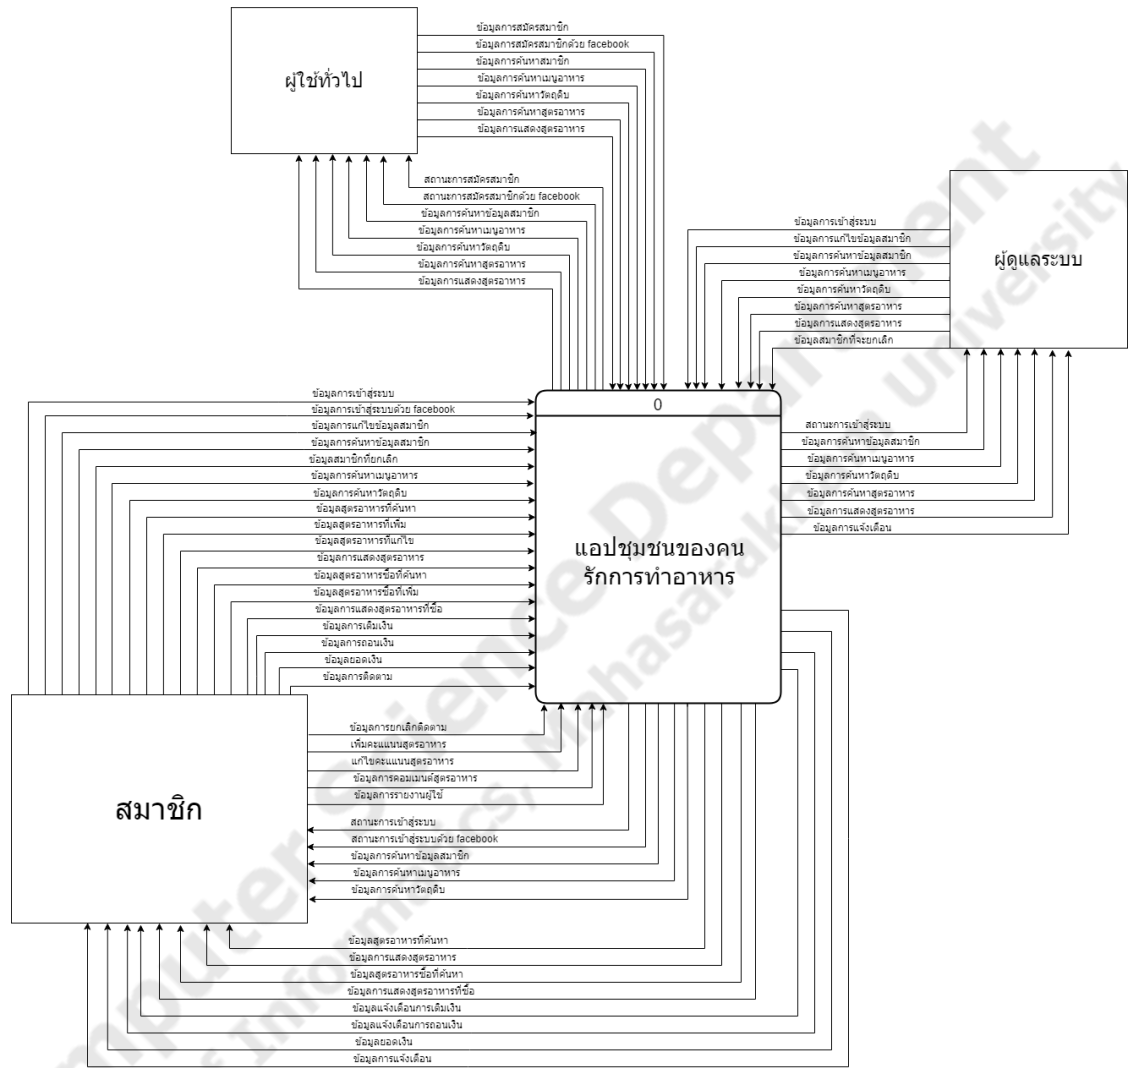 ผู้ใช้ทั่วไป
ข้อมูลการสมัครสมาชิก
ข้อมูลการสมัครสมาชิกด้วย facebook
ข้อมูลการค้นหาสมาชิก
ข้อมูลการค้นหาเมนูอาหาร
ข้อมูลการค้นหาวัตถุดิบ
ข้อมูลการค้นหาสูตรอาหาร
ข้อมูลการแสดงสูตรอาหาร
สถานะการสมัครสมาชิก
สถานะการสมัครสมาชิกด้วย facebook
ข้อมูลการค้นหาข้อมูลสมาชิก
ข้อมูลการค้นหาเมนูอาหาร
ข้อมูลการค้นหาวัตถุดิบ
ข้อมูลการค้นหาสูตรอาหาร
ข้อมูลการแสดงสูตรอาหาร
ผู้ดูแลระบบ
ข้อมูลการเข้าสู่ระบบ
ข้อมูลการแก้ไขข้อมูลสมาชิก
ข้อมูลการค้นหาข้อมูลสมาชิก
ข้อมูลการค้นหาเมนูอาหาร
ข้อมูลการค้นหาวัตถุดิบ
ข้อมูลการค้นหาสูตรอาหาร
ข้อมูลการแสดงสูตรอาหาร
ข้อมูลสมาชิกที่จะยกเลิก
สถานะการเข้าสู่ระบบ
ข้อมูลการค้นหาข้อมูลสมาชิก
ข้อมูลการค้นหาเมนูอาหาร
ข้อมูลการค้นหาวัตถุดิบ
ข้อมูลการค้นหาสูตรอาหาร
ข้อมูลการแสดงสูตรอาหาร
ข้อมูลการแจ้งเตือน
0
แอปชุมชนของคน
รักการทำอาหาร
ข้อมูลการเข้าสู่ระบบ
ข้อมูลการเข้าสู่ระบบด้วย facebook
ข้อมูลการแก้ไขข้อมูลสมาชิก
ข้อมูลการค้นหาข้อมูลสมาชิก
ข้อมูลสมาชิกที่ยกเลิก
ข้อมูลการค้นหาเมนูอาหาร
ข้อมูลการค้นหาวัตถุดิบ
ข้อมูลสูตรอาหารที่ค้นหา
ข้อมูลสูตรอาหารที่เพิ่ม
ข้อมูลสูตรอาหารที่แก้ไข
ข้อมูลการแสดงสูตรอาหาร
ข้อมูลสูตรอาหารซื้อที่ค้นหา
ข้อมูลสูตรอาหารซื้อที่เพิ่ม
ข้อมูลการแสดงสูตรอาหารที่ซื้อ
ข้อมูลการเติมเงิน
ข้อมูลการถอนเงิน
ข้อมูลยอดเงิน
ข้อมูลการติดตาม
สมาชิก
ข้อมูลการยกเลิกติดตาม
เพิ่มคะแแนนสูตรอาหาร
แก้ไขคะแแนนสูตรอาหาร
ข้อมูลการคอมเมนต์สูตรอาหาร
ข้อมูลการรายงานผู้ใช้
สถานะการเข้าสู่ระบบ
สถานะการเข้าสู่ระบบด้วย facebook
ข้อมูลการค้นหาข้อมูลสมาชิก
ข้อมูลการค้นหาเมนูอาหาร
ข้อมูลการค้นหาวัตถุดิบ
ข้อมูลสูตรอาหารที่ค้นหา
ข้อมูลการแสดงสูตรอาหาร
ข้อมูลสูตรอาหารซื้อที่ค้นหา
ข้อมูลการแสดงสูตรอาหารที่ซื้อ
ข้อมูลแจ้งเตือนการเติมเงิน
ข้อมูลแจ้งเตือนการถอนเงิน
ข้อมูลยอดเงิน
ข้อมูลการแจ้งเตือน
mputer Science Department
of Informatics, Mahasarakham University